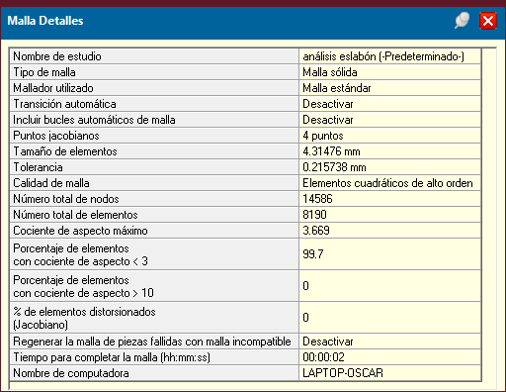 Malla Detalles
Nombre de estudio análisis eslabón (-Predeterminado-)
Tipo de malla Malla sólida
Mallador utilizado Malla estándar
Transición automática Desactivar
Incluir bucles automáticos de malla Desactivar
Puntos jacobianos 4 puntos
Tamaño de elementos 4.31476 mm
Tolerancia 0.215738 mm
Calidad de malla Elementos cuadráticos de alto orden
Número total de nodos 14586
Número total de elementos 8190
Cociente de aspecto máximo 3.669
Porcentaje de elementos
con cociente de aspecto < 3 99.7
Porcentaje de elementos
con cociente de aspecto > 10 0
% de elementos distorsionados
(Jacobiano) 0
Regenerar la malla de piezas fallidas con malla incompatible Desactivar
Tiempo para completar la malla (hh:mm:ss) 00:00:02
Nombre de computadora LAPTOP-OSCAR